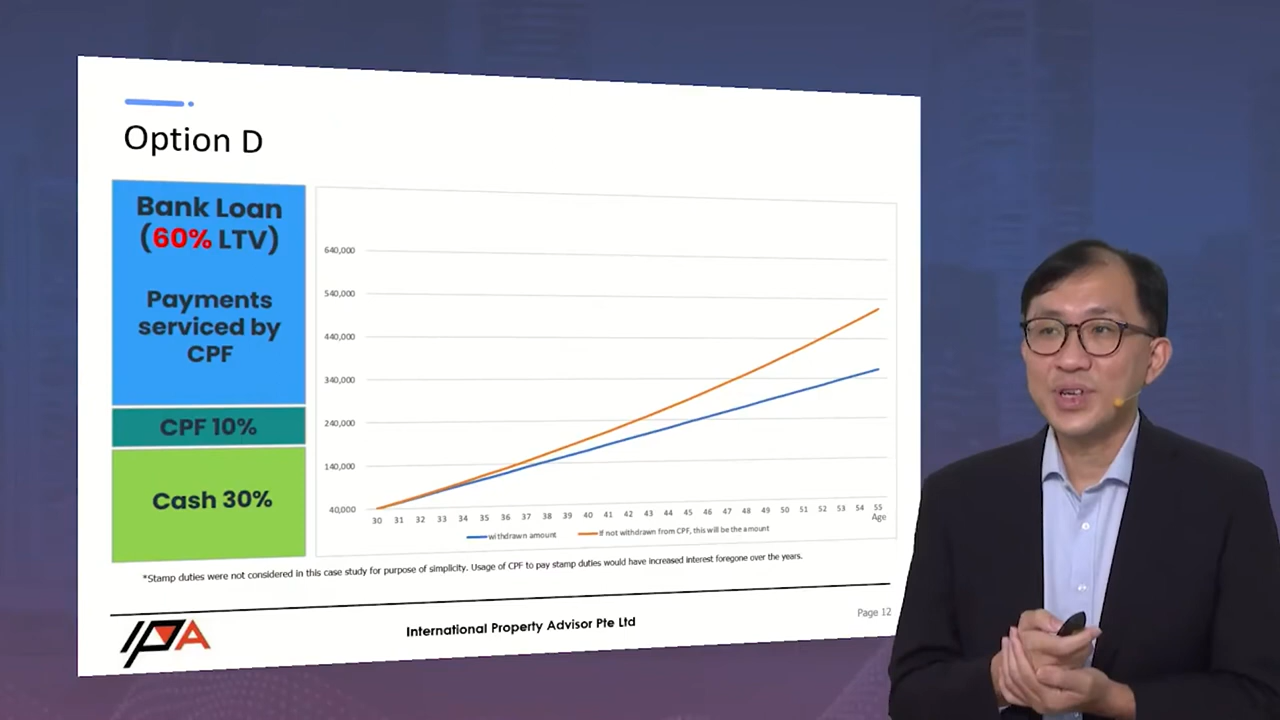 Option D
Bank Loan
(60% LTV)
Payments
serviced by
CPF
CPF 10%
Cash 30%
640,000
540,000
440,000
340,000
240,000
140,000
40,000
30 31 32 33 34 35 36 37 38 39 40 41 42 43 44 45 46 47 48 49 50 51 52 53 54 55
Age
withdrawn amount
If not withdrawn from CPF, this will be the amount
*Stamp duties were not considered in this case study for purpose of simplicity. Usage of CPF to pay stamp duties would have increased interest foregone over the years.
IPA
International Property Advisor Pte Ltd
Page 12